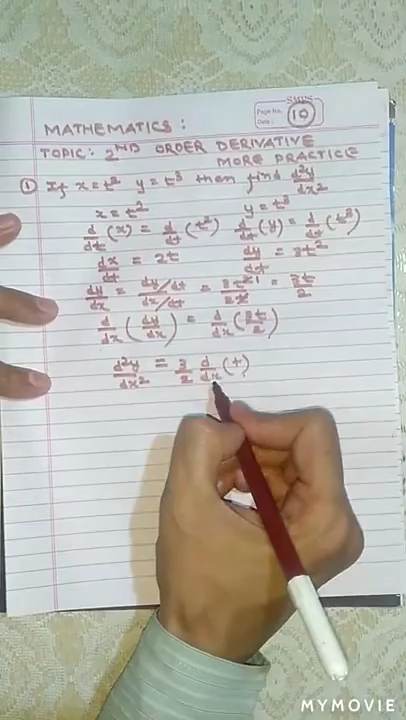 SMPS
Page No. 10
Date:
MATHEMATICS:
TOPIC: 2ND ORDER DERIVATIVE
MORE PRACTICE
① If x = t² y = t³ then find d²y/dx²
x = t² y = t³
d/dt (x) = d/dt (t²) d/dt (y) = d/dt (t³)
dx/dt = 2t dy/dt = 3t²
dy/dx = dy/dt / dx/dt = 3t²/2t = 3t/2
d/dx (dy/dx) = d/dx (3t/2)
d²y/dx² = 3/2 d/dx (t)
MYMOVIE